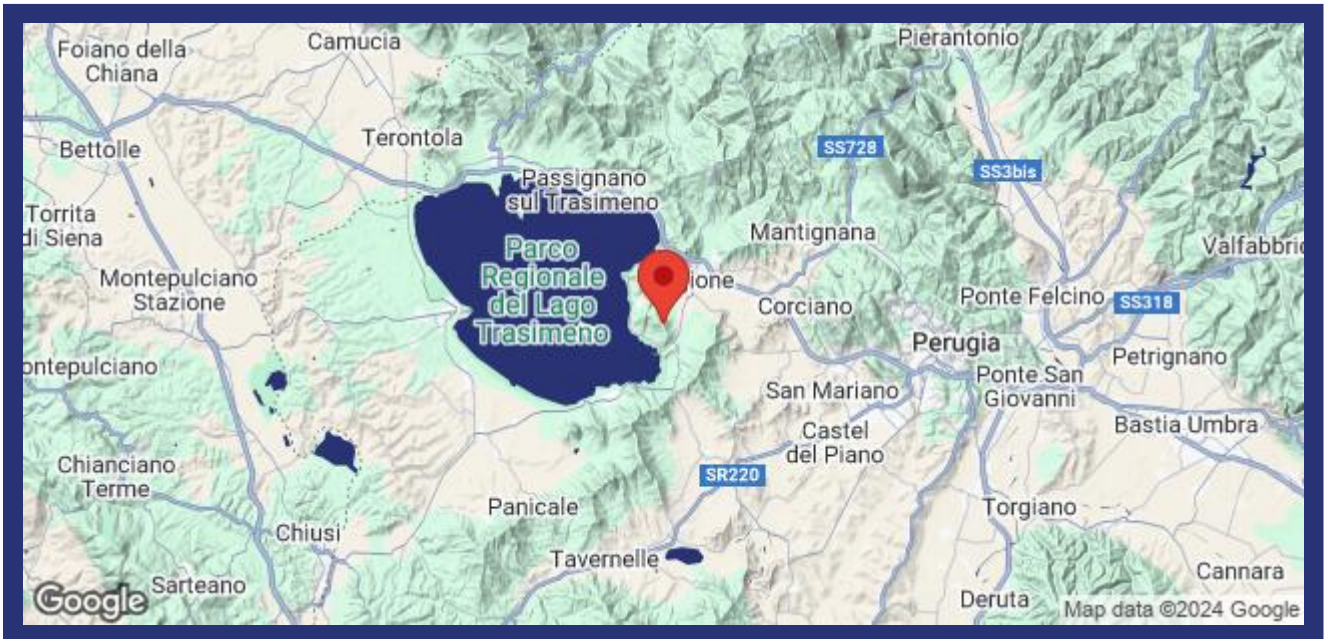 Foiano della
Chiana
Camucia
Pierantonio
Terontola
Bettolle
SS728
SS3bis
Passignano
sul Trasimeno
Torrita
di Siena
Mantignana
Valfabbric
Parco
Regionale
del Lago
Trasimeno
Montepulciano
Stazione
ione
Corciano
Ponte Felcino
SS318
Perugia
Petrignano
ontepulciano
San Mariano
Ponte San
Giovanni
Castel
del Piano
Bastia Umbra
Chianciano
Terme
SR220
Panicale
Torgiano
Chiusi
Tavernelle
Sarteano
Cannara
Deruta
Google
Map data ©2024 Google